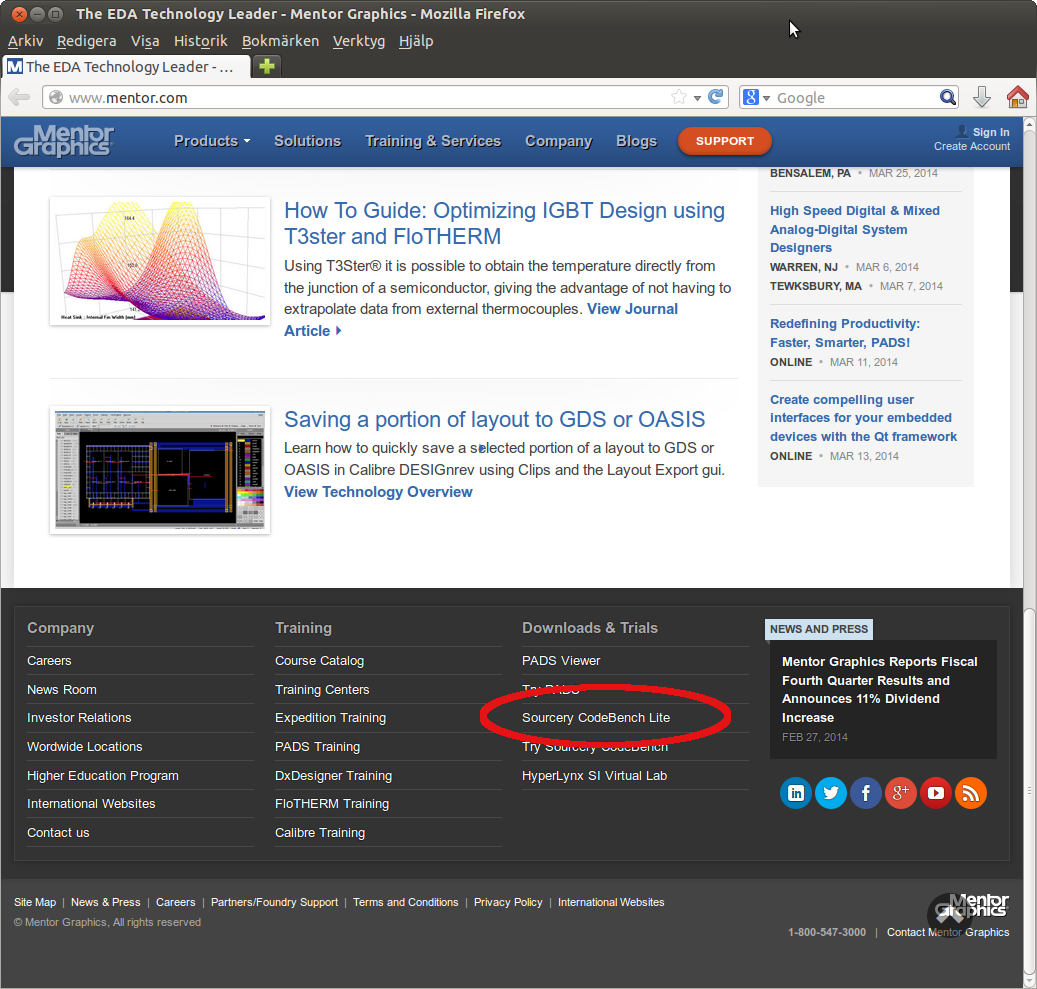 The EDA Technology Leader - Mentor Graphics - Mozilla Firefox
Arkiv Redigera Visa Historik Bokmärken Verktyg Hjälp
The EDA Technology Leader - ...
www.mentor.com
Google
Mentor Graphics
Products Solutions Training & Services Company Blogs SUPPORT
Sign In
Create Account
How To Guide: Optimizing IGBT Design using
T3ster and FloTHERM
Using T3Ster® it is possible to obtain the temperature directly from
the junction of a semiconductor, giving the advantage of not having to
extrapolate data from external thermocouples. View Journal
Article
Saving a portion of layout to GDS or OASIS
Learn how to quickly save a selected portion of a layout to GDS or
OASIS in Calibre DESIGNrev using Clips and the Layout Export gui.
View Technology Overview
BENSALEM, PA • MAR 25, 2014
High Speed Digital & Mixed
Analog-Digital System
Designers
WARREN, NJ • MAR 6, 2014
TEWKSBURY, MA • MAR 7, 2014
Redefining Productivity:
Faster, Smarter, PADS!
ONLINE • MAR 11, 2014
Create compelling user
interfaces for your embedded
devices with the Qt framework
ONLINE • MAR 13, 2014
Company
Careers
News Room
Investor Relations
Wordwide Locations
Higher Education Program
International Websites
Contact us
Training
Course Catalog
Training Centers
Expedition Training
PADS Training
DxDesigner Training
FloTHERM Training
Calibre Training
Downloads & Trials
PADS Viewer
Try PADS
Sourcery CodeBench Lite
Try Sourcery CodeBench
HyperLynx SI Virtual Lab
NEWS AND PRESS
Mentor Graphics Reports Fiscal
Fourth Quarter Results and
Announces 11% Dividend
Increase
FEB 27, 2014
Site Map | News & Press | Careers | Partners/Foundry Support | Terms and Conditions | Privacy Policy | International Websites
© Mentor Graphics, All rights reserved
Mentor Graphics
1-800-547-3000 | Contact Mentor Graphics